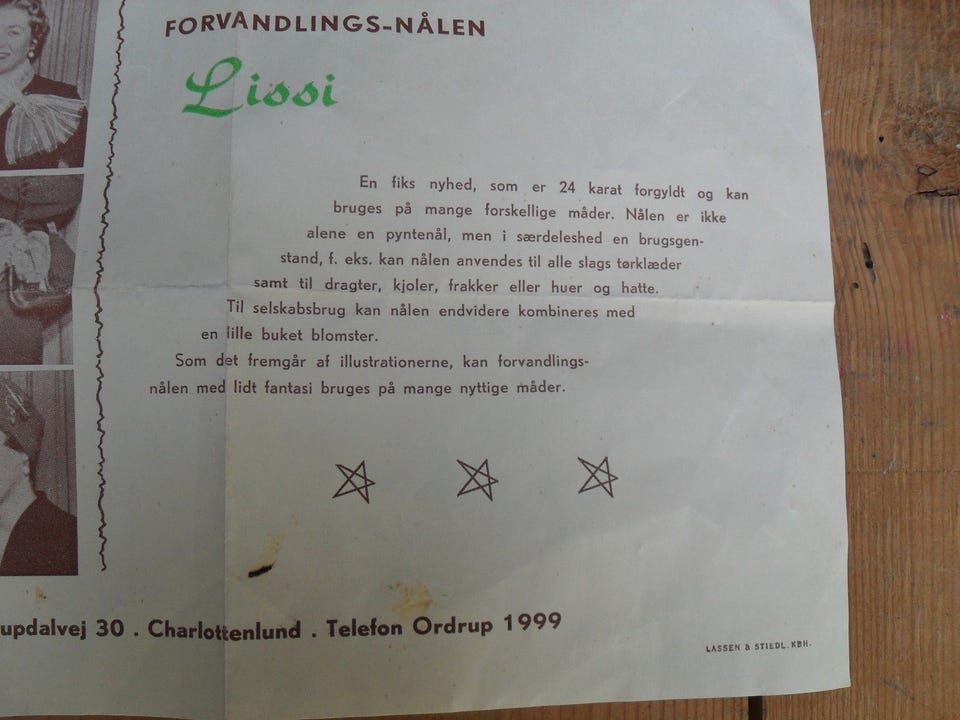 FORVANDLINGS-NÅLEN
Lissi
En fiks nyhed, som er 24 karat forgyldt og kan
bruges på mange forskellige måder. Nålen er ikke
alene en pyntenål, men i særdeleshed en brugsgen-
stand, f. eks. kan nålen anvendes til alle slags tørklæder
samt til dragter, kjoler, frakker eller huer og hatte.
Til selskabsbrug kan nålen endvidere kombineres med
en lille buket blomster.
Som det fremgår af illustrationerne, kan forvandlings-
nålen med lidt fantasi bruges på mange nyttige måder.
updalvej 30 . Charlottenlund . Telefon Ordrup 1999
LASSEN & STIEDL. KBH.